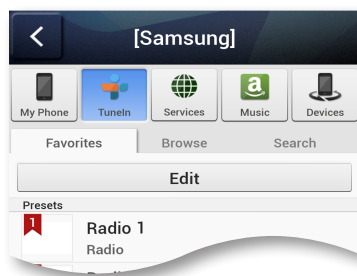 [Samsung]
My Phone TuneIn Services Music Devices
a
Favorites Browse Search
Edit
Presets
1
Radio 1
Radio